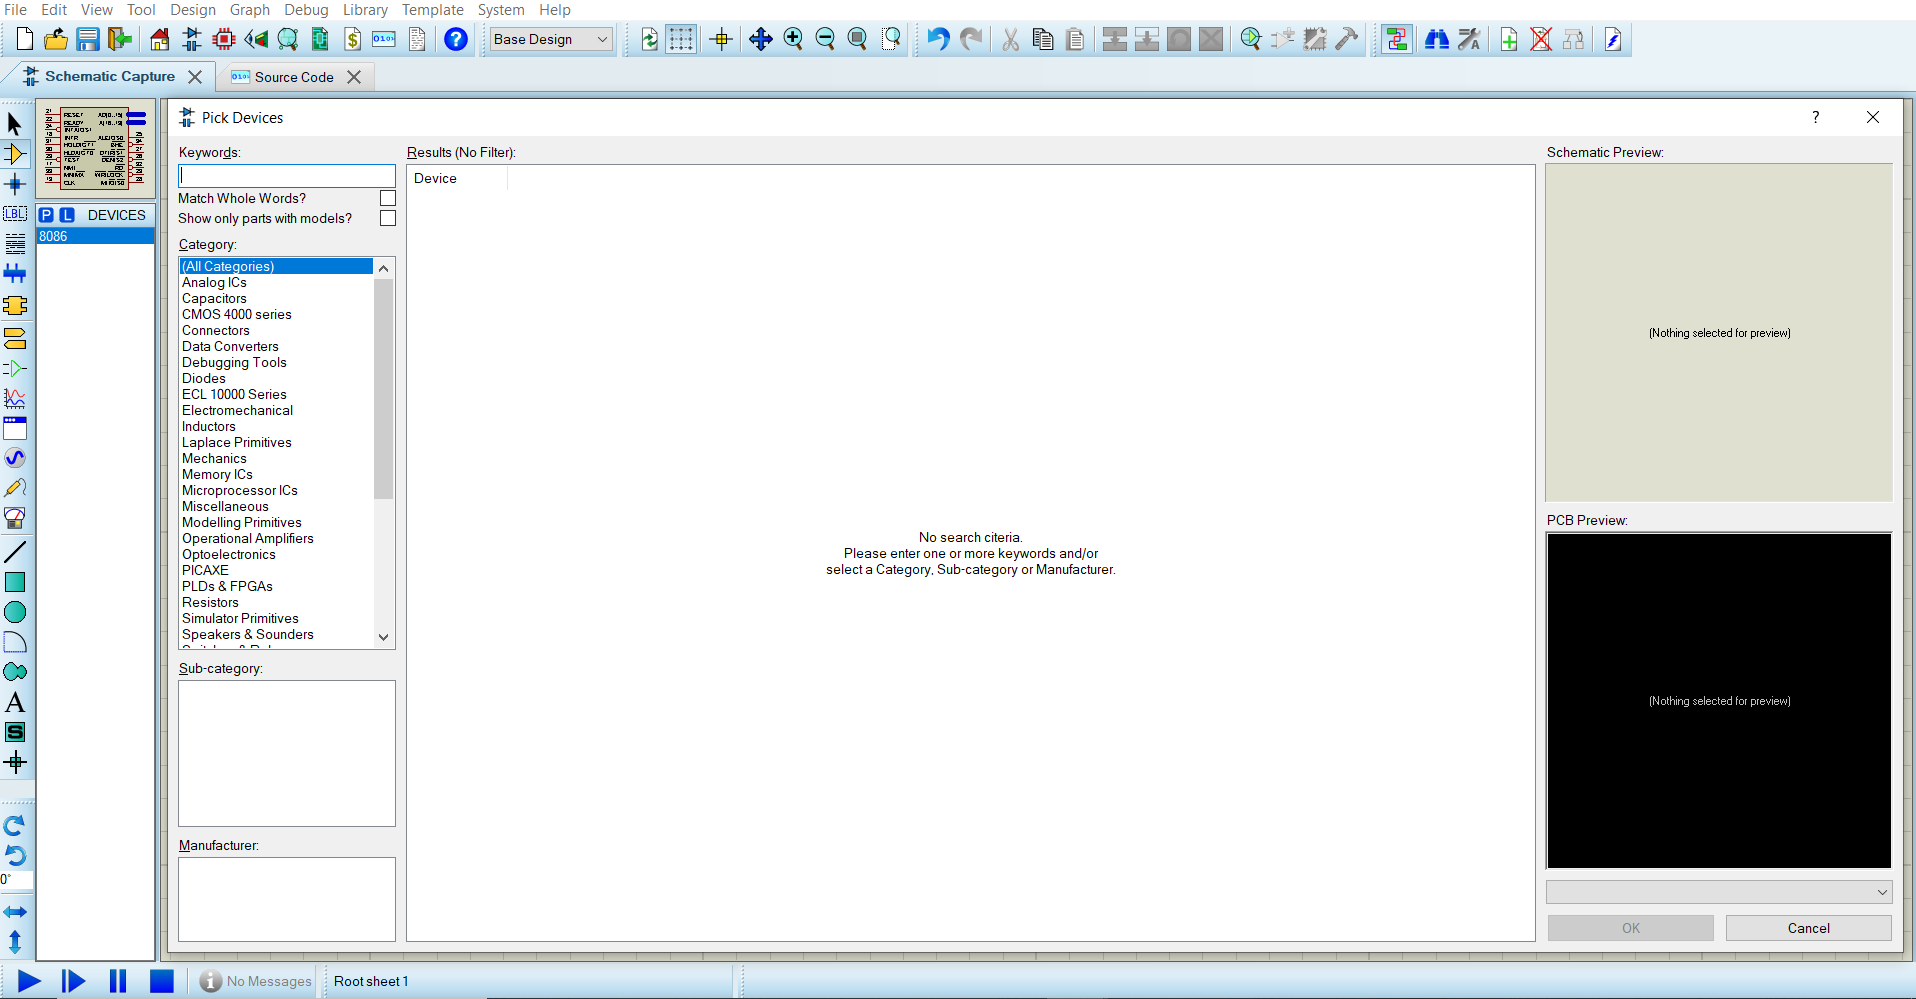 File Edit View Tool Design Graph Debug Library Template System Help
Base Design
Schematic Capture
Source Code
Pick Devices
?
P L DEVICES
8086
LBL
A
S
0°
Keywords:
Match Whole Words?
Show only parts with models?
Category:
(All Categories)
Analog ICs
Capacitors
CMOS 4000 series
Connectors
Data Converters
Debugging Tools
Diodes
ECL 10000 Series
Electromechanical
Inductors
Laplace Primitives
Mechanics
Memory ICs
Microprocessor ICs
Miscellaneous
Modelling Primitives
Operational Amplifiers
Optoelectronics
PICAXE
PLDs & FPGAs
Resistors
Simulator Primitives
Speakers & Sounders
Sub-category:
Manufacturer:
Results (No Filter):
Device
No search citeria.
Please enter one or more keywords and/or
select a Category, Sub-category or Manufacturer.
Schematic Preview:
(Nothing selected for preview)
PCB Preview:
(Nothing selected for preview)
OK
Cancel
No Messages
Root sheet 1